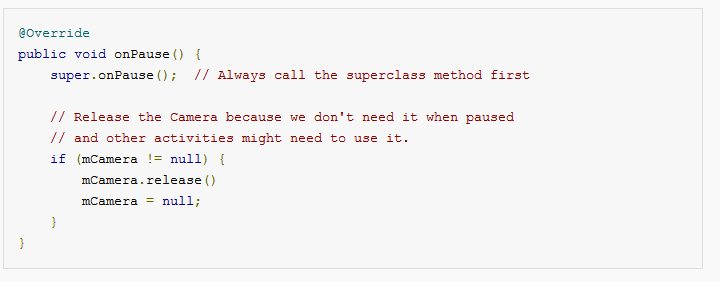 @Override
public void onPause() {
    super.onPause();  // Always call the superclass method first
    // Release the Camera because we don't need it when paused
    // and other activities might need to use it.
    if (mCamera != null) {
        mCamera.release()
        mCamera = null;
    }
}